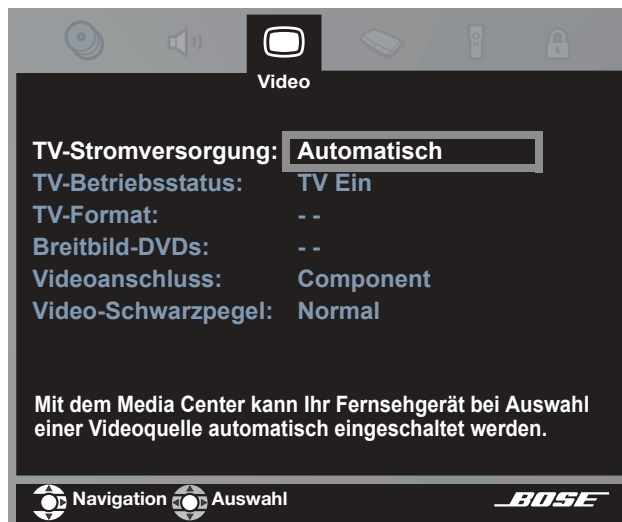 Video
TV-Stromversorgung: Automatisch
TV-Betriebsstatus: TV Ein
TV-Format: - -
Breitbild-DVDs: - -
Videoanschluss: Component
Video-Schwarzpegel: Normal
Mit dem Media Center kann Ihr Fernsehgerät bei Auswahl
einer Videoquelle automatisch eingeschaltet werden.
Navigation Auswahl BOSE